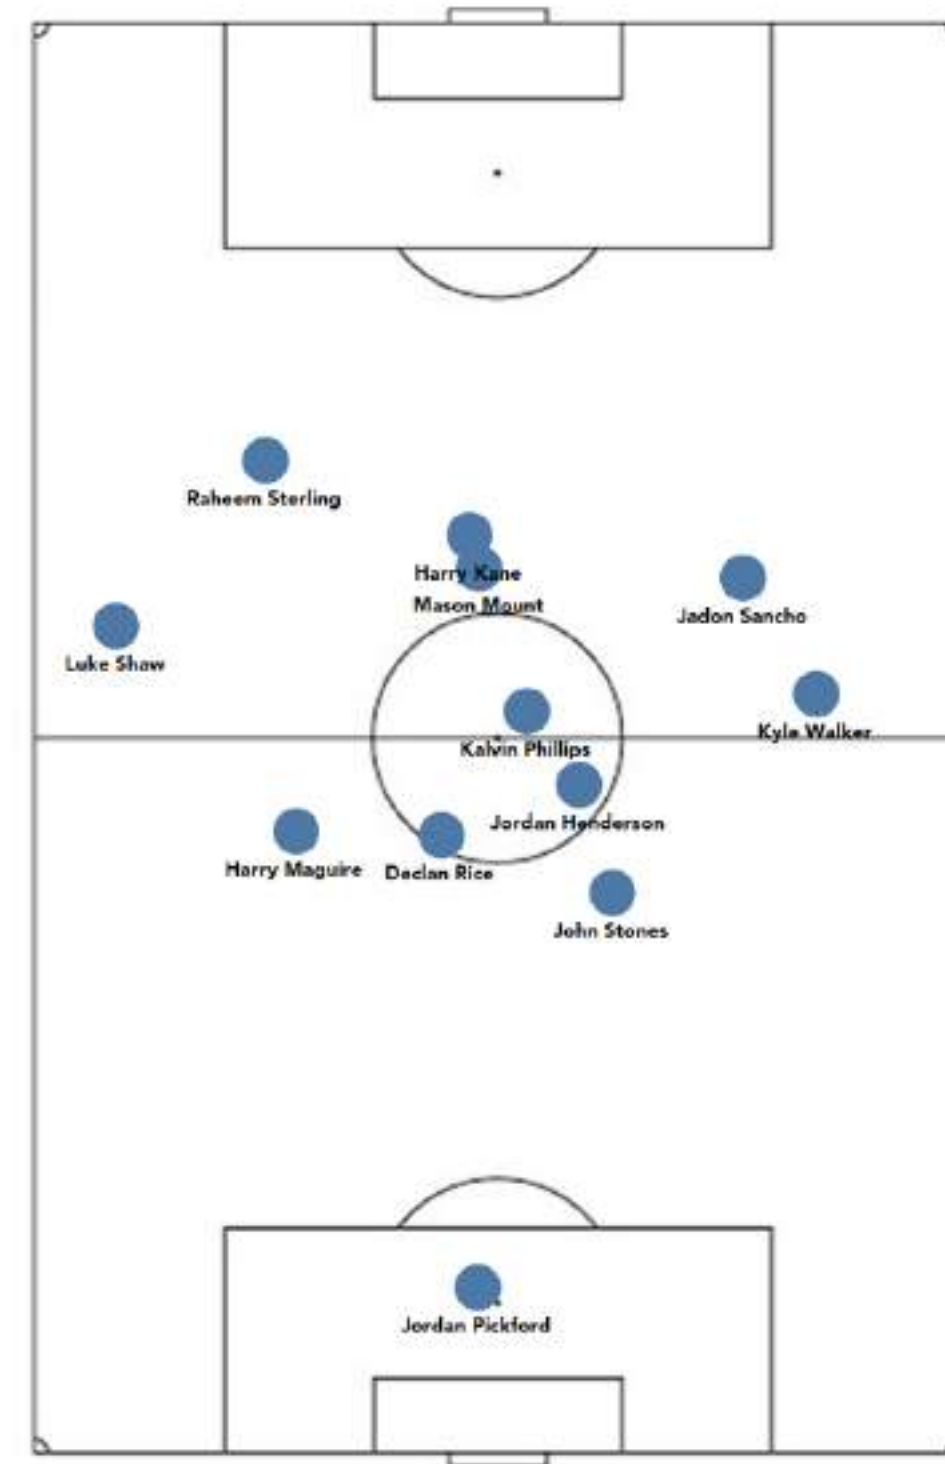 Raheem Sterling
Harry Kane
Mason Mount
Jadon Sancho
Luke Shaw
Kyle Walker
Kalvin Phillips
Jordan Henderson
Harry Maguire
Declan Rice
John Stones
Jordan Pickford